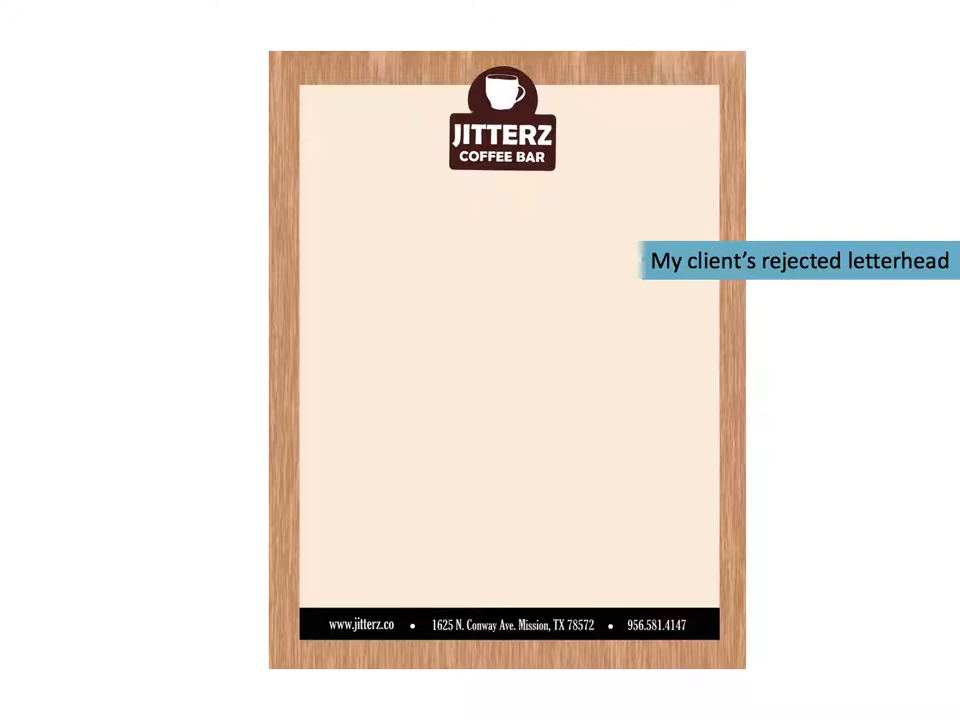 JITTERZ
COFFEE BAR
My client’s rejected letterhead
www.jitterz.co • 1625 N. Conway Ave. Mission, TX 78572 • 956.581.4147